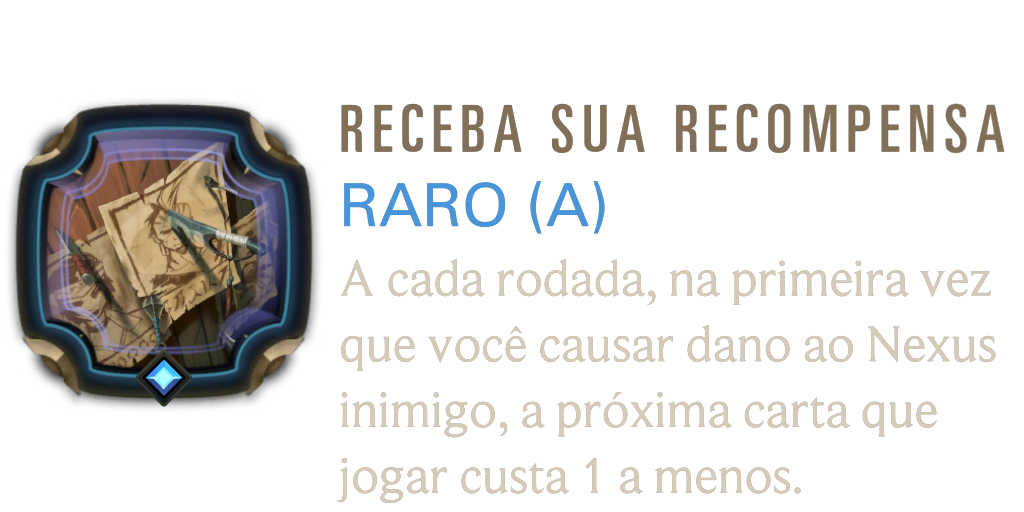 RECEBA SUA RECOMPENSA
RARO (A)
A cada rodada, na primeira vez
que você causar dano ao Nexus
inimigo, a próxima carta que
jogar custa 1 a menos.